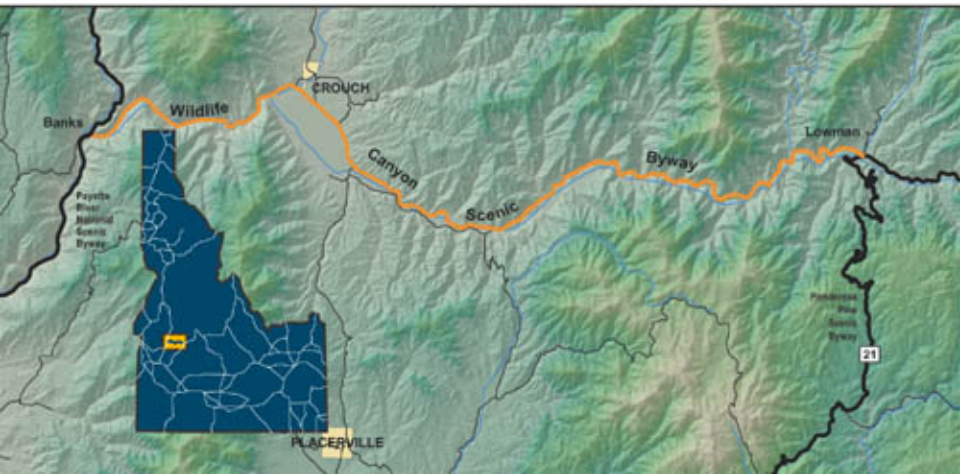 CROUCH
Banks
Wildlife
Canyon
Scenic
Byway
Lowman
Payette
River
National
Scenic
Byway
Ponderosa
Pine
Scenic
Byway
21
PLACERVILLE